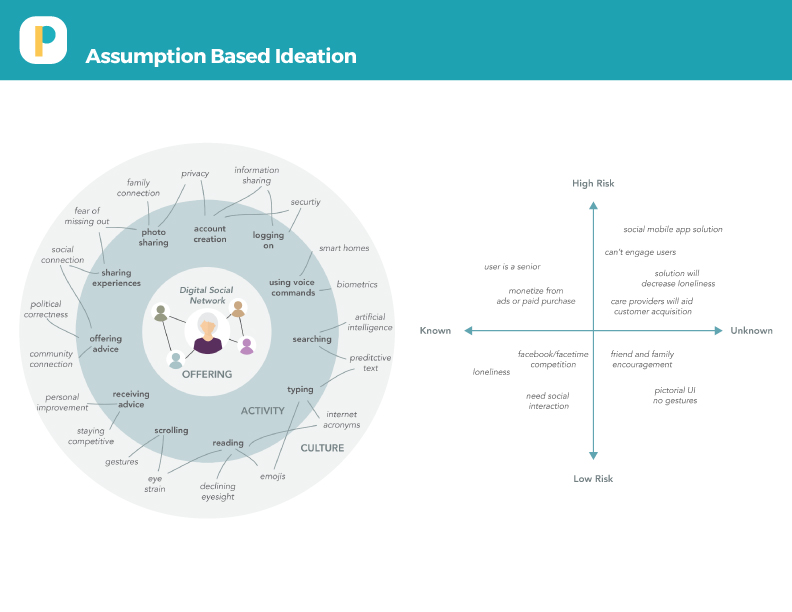 P
Assumption Based Ideation
privacy
information
sharing
family
connection
securtiy
fear of
missing out
photo
sharing
account
creation
logging
on
social
connection
smart homes
sharing
experiences
using voice
commands
biometrics
Digital Social
Network
political
correctness
artificial
intelligence
offering
advice
searching
community
connection
preditctive
text
OFFERING
typing
personal
improvement
receiving
advice
ACTIVITY
internet
acronyms
staying
competitive
scrolling
reading
CULTURE
gestures
eye
strain
emojis
declining
eyesight
High Risk
social mobile app solution
can't engage users
user is a senior
solution will
decrease loneliness
monetize from
ads or paid purchase
care providers will aid
customer acquisition
Known
Unknown
facebook/facetime
competition
friend and family
encouragement
loneliness
need social
interaction
pictorial UI
no gestures
Low Risk